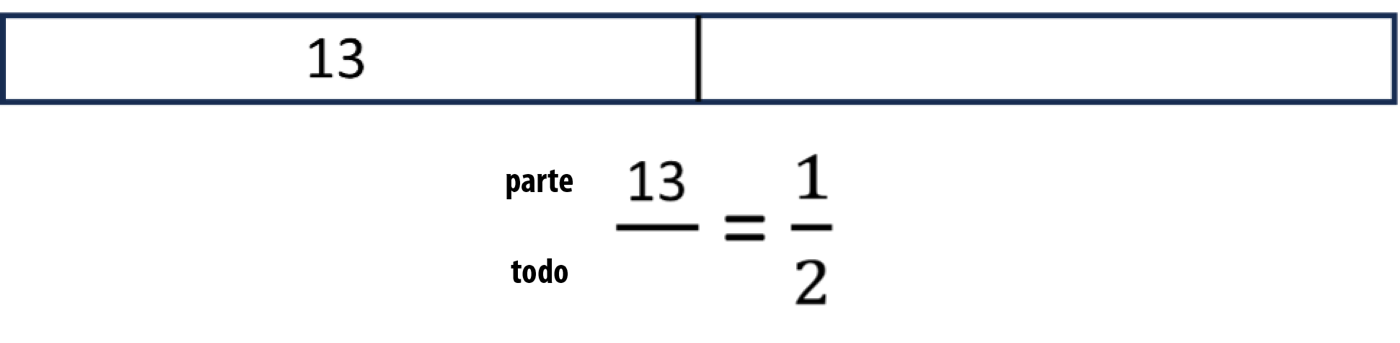 13
parte 13/ = 1/2
todo